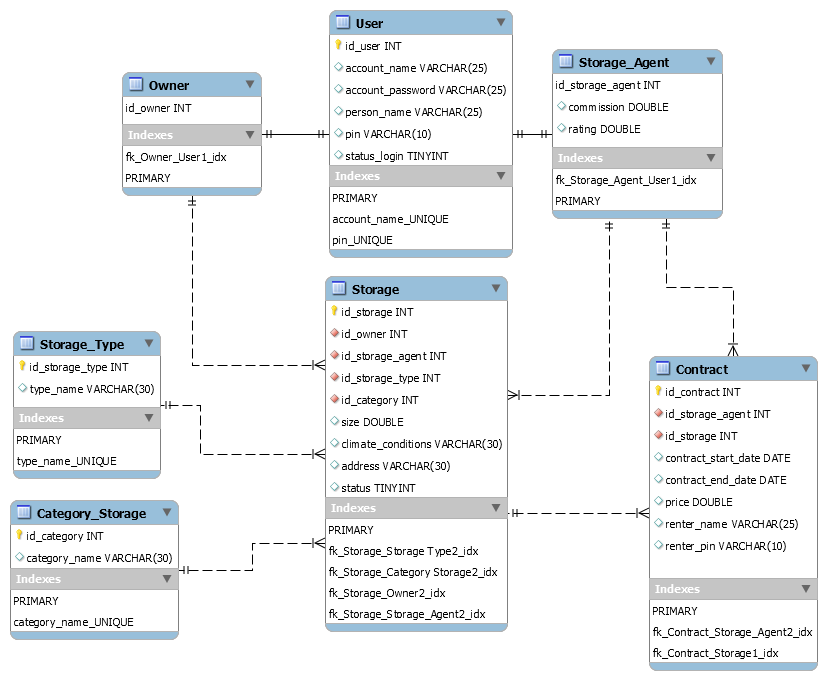 User
id_user INT
account_name VARCHAR(25)
account_password VARCHAR(25)
person_name VARCHAR(25)
pin VARCHAR(10)
status_login TINYINT
Indexes
PRIMARY
account_name_UNIQUE
pin_UNIQUE
Owner
id_owner INT
Indexes
fk_Owner_User1_idx
PRIMARY
Storage_Agent
id_storage_agent INT
commission DOUBLE
rating DOUBLE
Indexes
fk_Storage_Agent_User1_idx
PRIMARY
Storage
id_storage INT
id_owner INT
id_storage_agent INT
id_storage_type INT
id_category INT
size DOUBLE
climate_conditions VARCHAR(30)
address VARCHAR(30)
status TINYINT
Indexes
PRIMARY
fk_Storage_Storage Type2_idx
fk_Storage_Category Storage2_idx
fk_Storage_Owner2_idx
fk_Storage_Storage_Agent2_idx
Storage_Type
id_storage_type INT
type_name VARCHAR(30)
Indexes
PRIMARY
type_name_UNIQUE
Category_Storage
id_category INT
category_name VARCHAR(30)
Indexes
PRIMARY
category_name_UNIQUE
Contract
id_contract INT
id_storage_agent INT
id_storage INT
contract_start_date DATE
contract_end_date DATE
price DOUBLE
renter_name VARCHAR(25)
renter_pin VARCHAR(10)
Indexes
PRIMARY
fk_Contract_Storage_Agent2_idx
fk_Contract_Storage1_idx